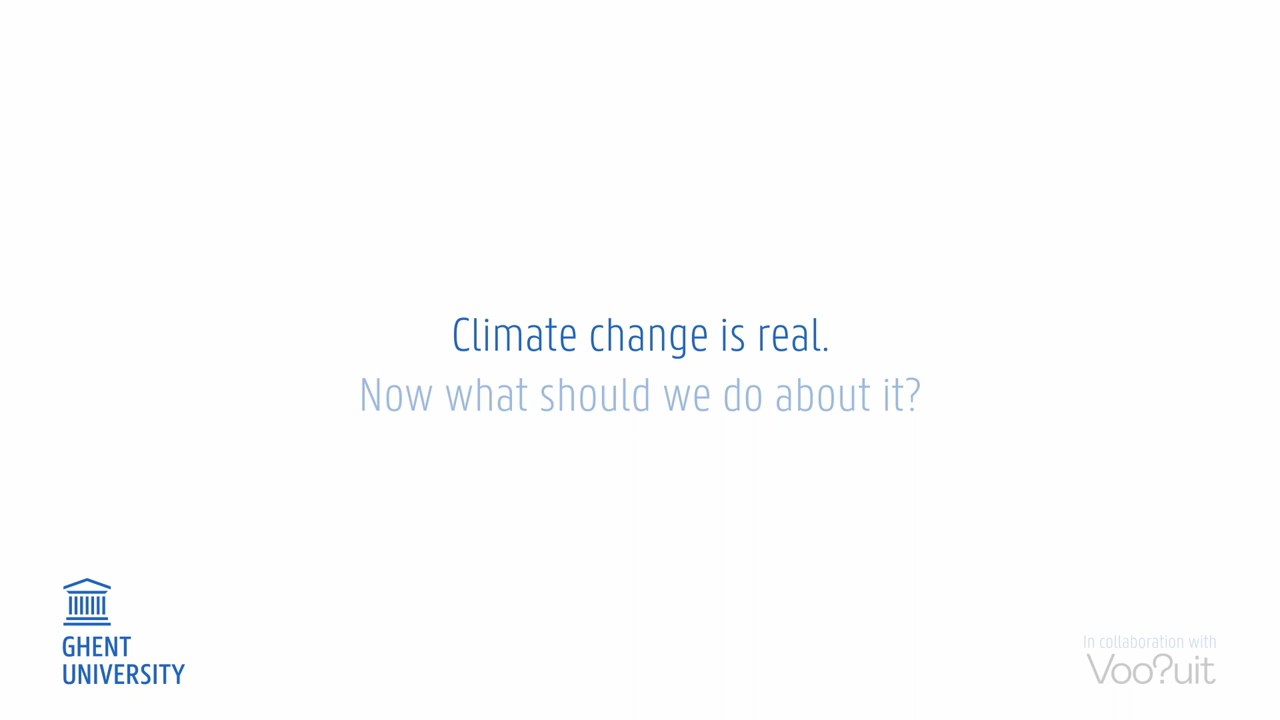 Climate change is real.
Now what should we do about it?
GHENT
UNIVERSITY
In collaboration with
Voo?uit